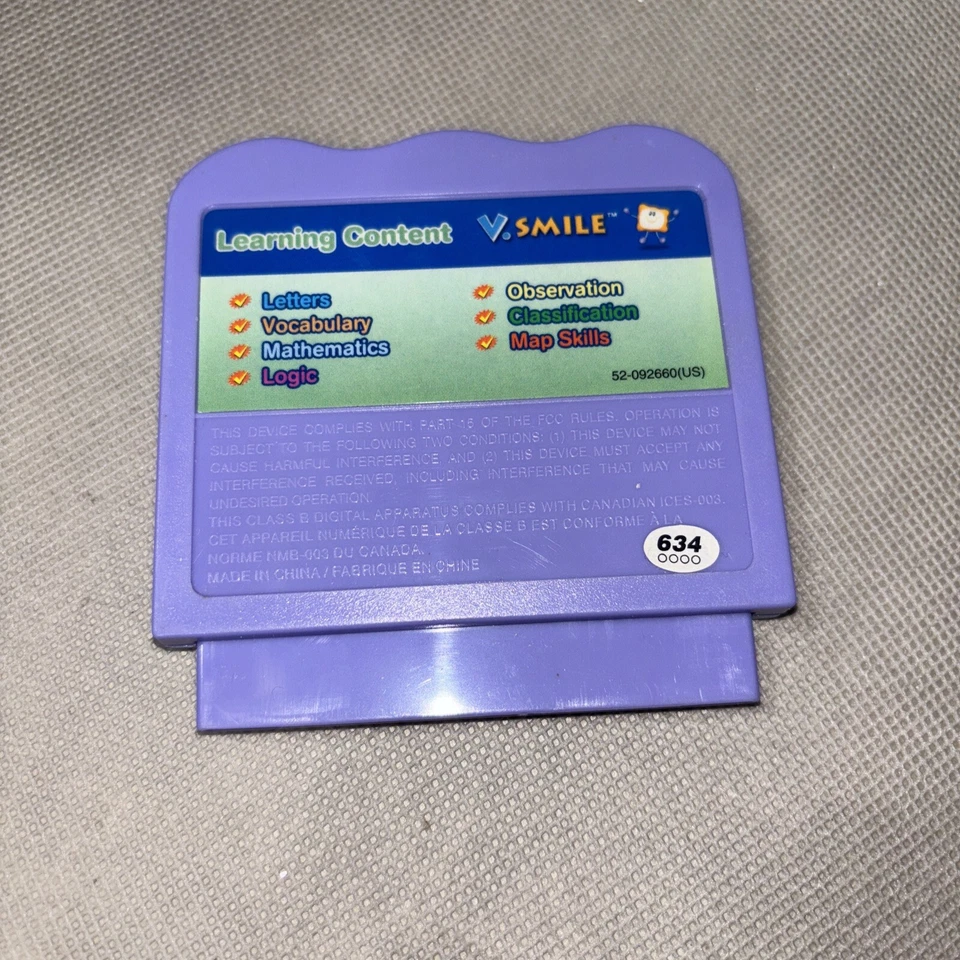 Learning Content V.SMILE™
Letters
Vocabulary
Mathematics
Logic
Observation
Classification
Map Skills
52-092660(US)
THIS DEVICE COMPLIES WITH PART 15 OF THE FCC RULES. OPERATION IS
SUBJECT TO THE FOLLOWING TWO CONDITIONS: (1) THIS DEVICE MAY NOT
CAUSE HARMFUL INTERFERENCE AND (2) THIS DEVICE MUST ACCEPT ANY
INTERFERENCE RECEIVED, INCLUDING INTERFERENCE THAT MAY CAUSE
UNDESIRED OPERATION.
THIS CLASS B DIGITAL APPARATUS COMPLIES WITH CANADIAN ICES-003.
CET APPAREIL NUMÉRIQUE DE LA CLASSE B EST CONFORME À LA
NORME NMB-003 DU CANADA.
MADE IN CHINA / FABRIQUÉ EN CHINE
634